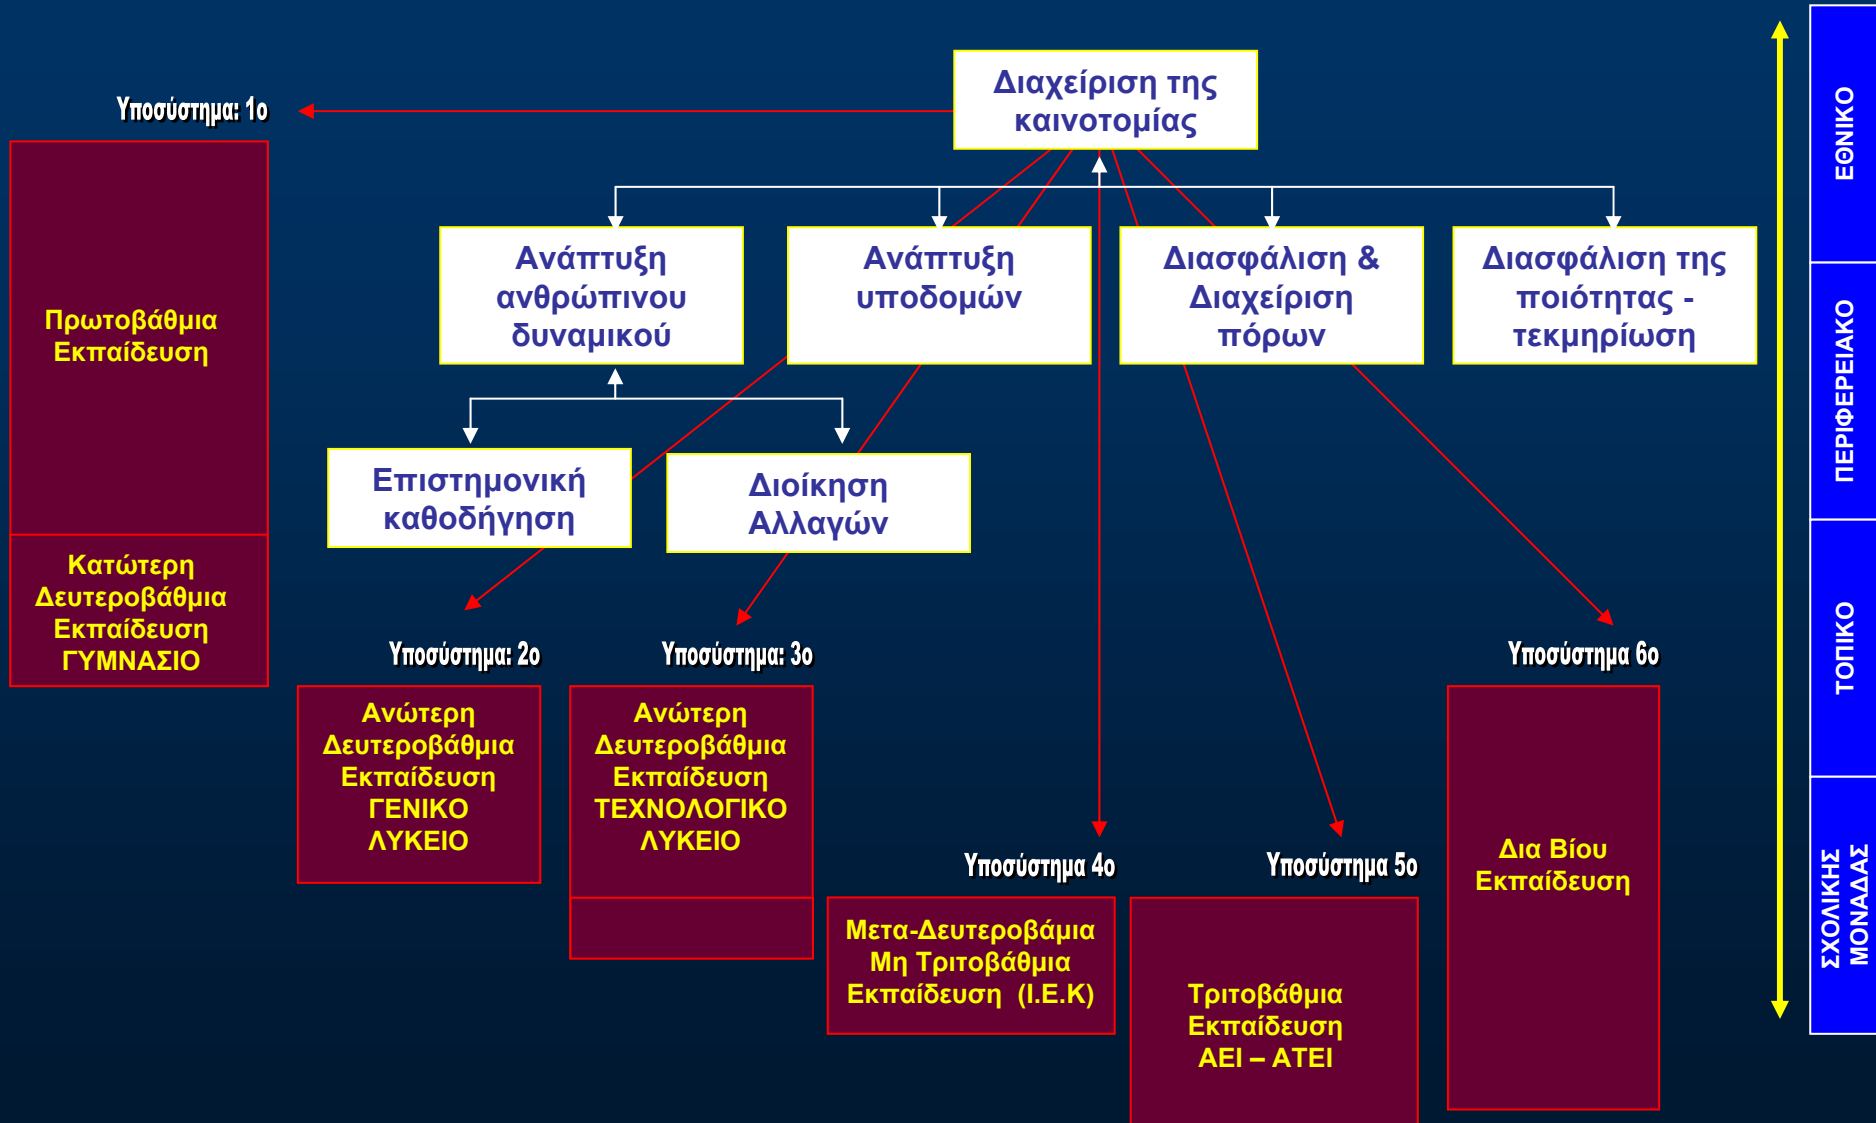 Διαχείριση της
καινοτομίας
Υποσύστημα: 1ο
Πρωτοβάθμια
Εκπαίδευση
Κατώτερη
Δευτεροβάθμια
Εκπαίδευση
ΓΥΜΝΑΣΙΟ
Ανάπτυξη
ανθρώπινου
δυναμικού
Ανάπτυξη
υποδομών
Διασφάλιση &
Διαχείριση
πόρων
Διασφάλιση της
ποιότητας -
τεκμηρίωση
Επιστημονική
καθοδήγηση
Διοίκηση
Αλλαγών
Υποσύστημα: 2ο
Ανώτερη
Δευτεροβάθμια
Εκπαίδευση
ΓΕΝΙΚΟ
ΛΥΚΕΙΟ
Υποσύστημα: 3ο
Ανώτερη
Δευτεροβάθμια
Εκπαίδευση
ΤΕΧΝΟΛΟΓΙΚΟ
ΛΥΚΕΙΟ
Υποσύστημα 4ο
Μετα-Δευτεροβάμια
Μη Τριτοβάθμια
Εκπαίδευση (Ι.Ε.Κ)
Υποσύστημα 5ο
Τριτοβάθμια
Εκπαίδευση
ΑΕΙ – ΑΤΕΙ
Υποσύστημα 6ο
Δια Βίου
Εκπαίδευση
ΕΘΝΙΚΟ
ΠΕΡΙΦΕΡΕΙΑΚΟ
ΤΟΠΙΚΟ
ΣΧΟΛΙΚΗΣ
ΜΟΝΑΔΑΣ